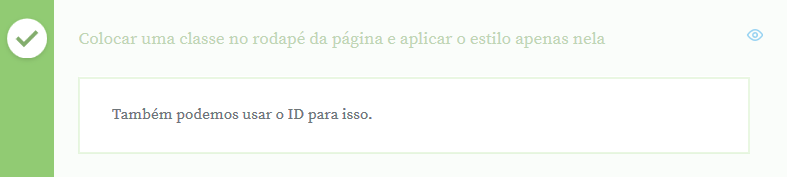 Colocar uma classe no rodapé da página e aplicar o estilo apenas nela
Também podemos usar o ID para isso.